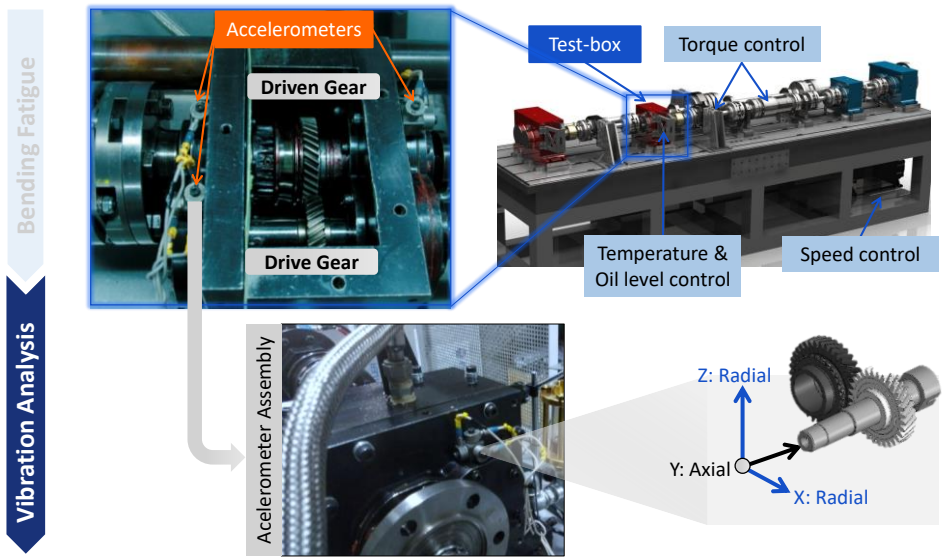 Bending Fatigue
Vibration Analysis
Accelerometers
Driven Gear
Drive Gear
Test-box
Torque control
Temperature &
Oil level control
Speed control
Acelerometer Assembly
Z: Radial
Y: Axial
X: Radial